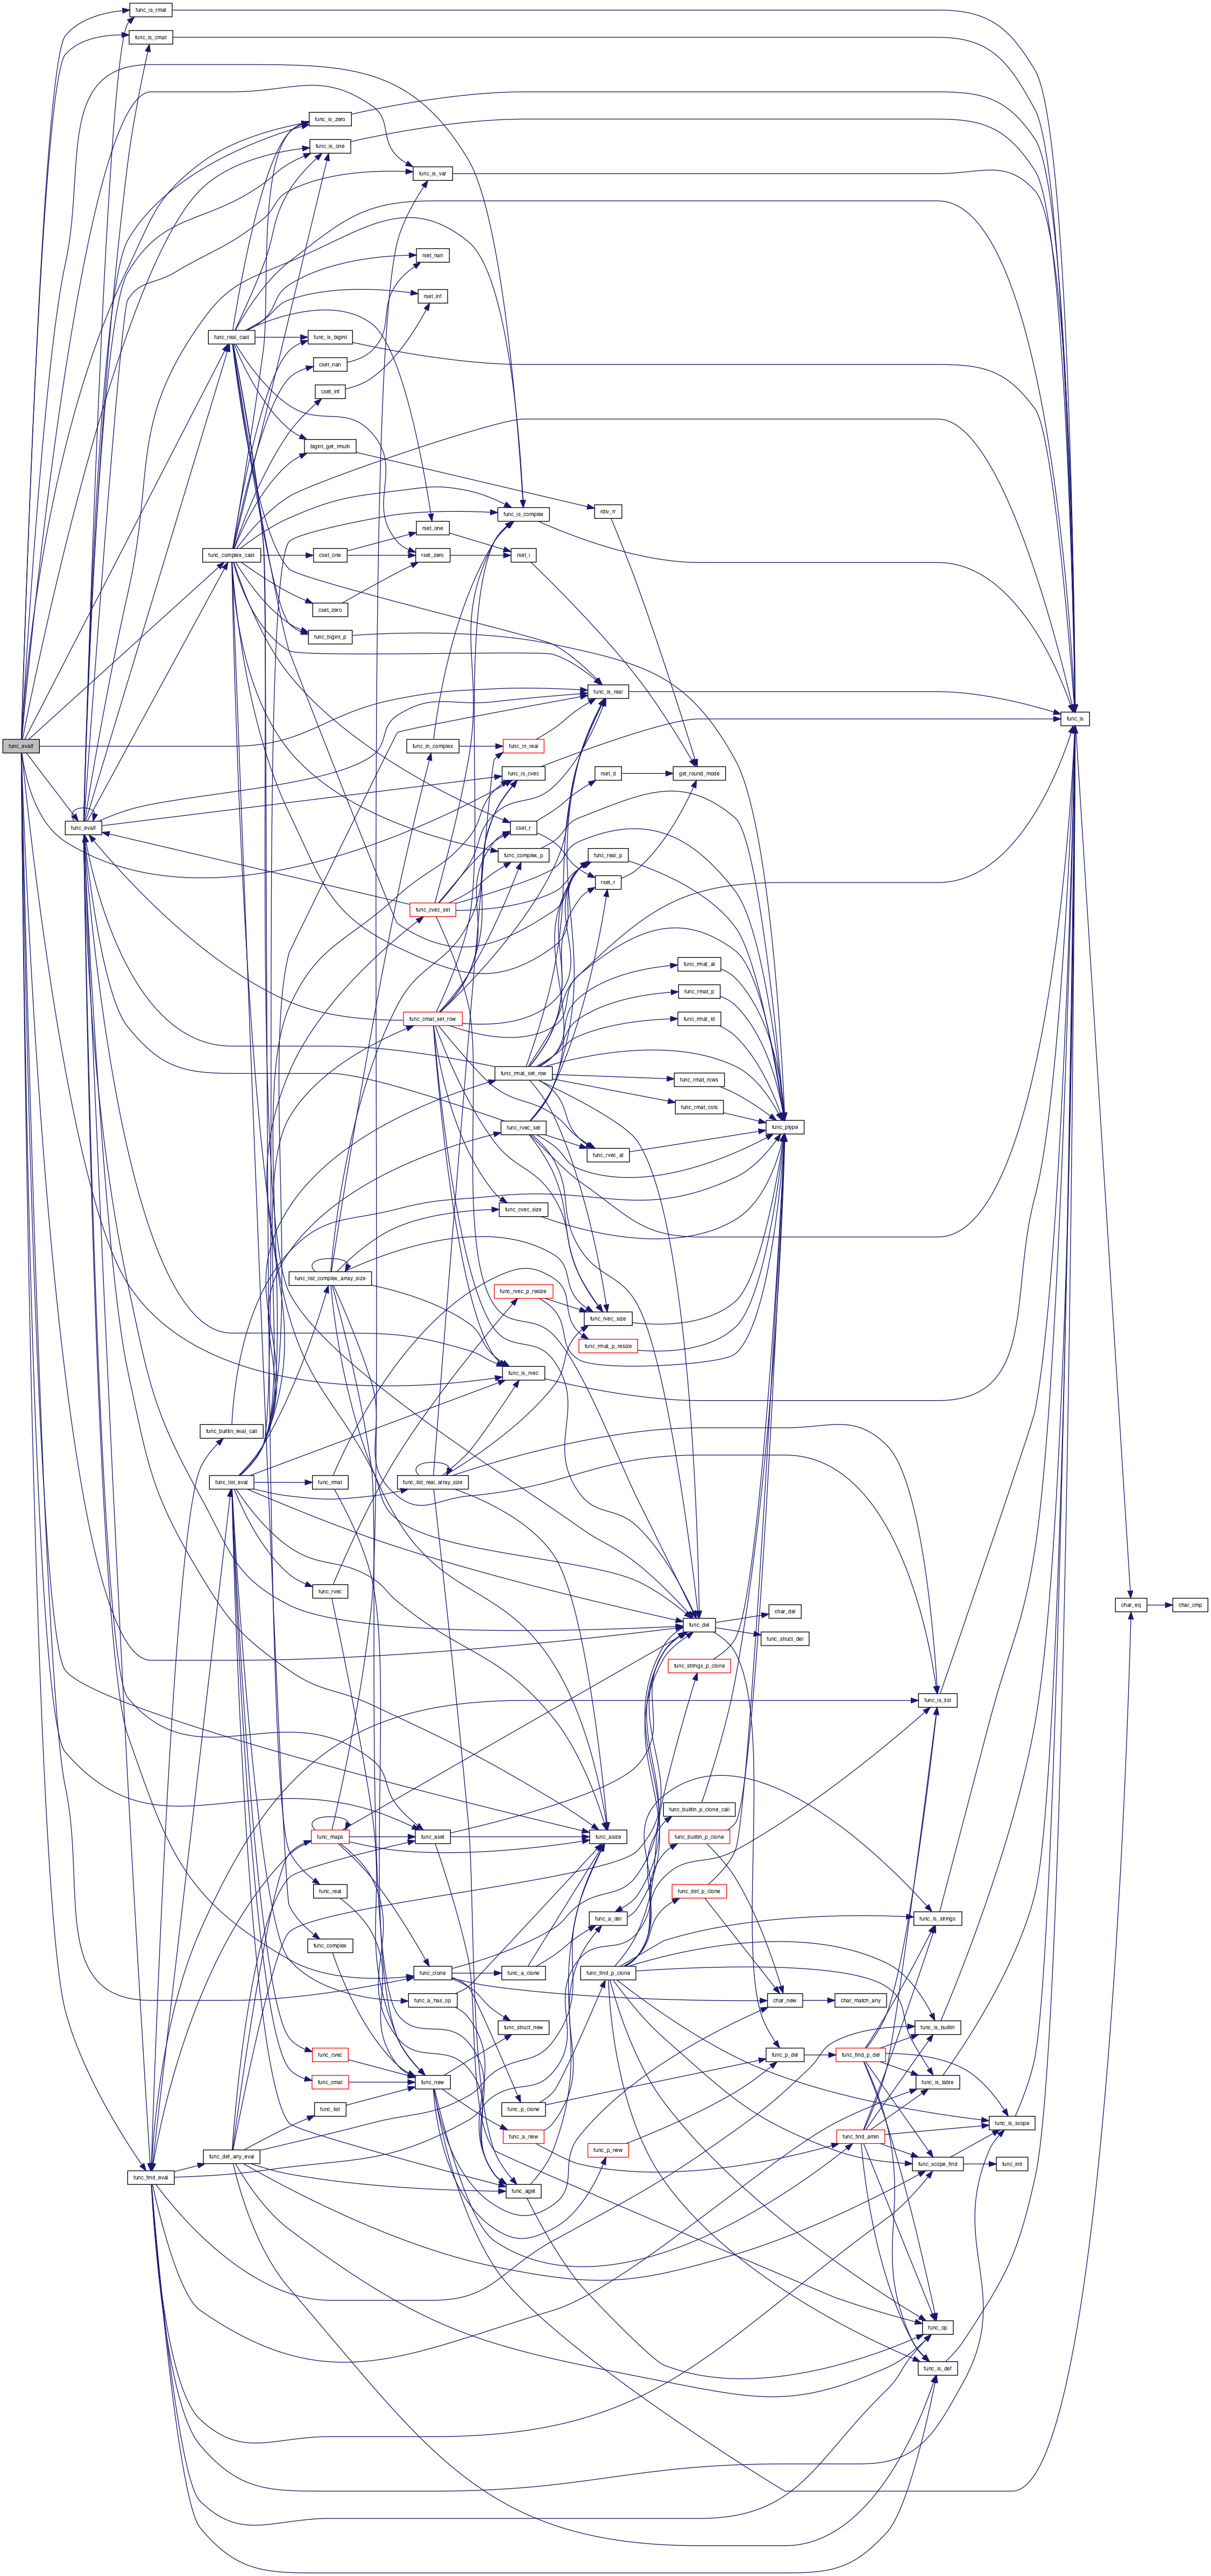 func_is_rmat
func_is_cmat
func_is_zero
func_is_one
func_is_var
rset_nan
rset_inf
func_real_cast
func_is_bigint
cset_nan
cset_inf
bigint_get_rmulti
func_is_complex
rdiv_rr
rset_one
func_complex_cast
cset_one
rset_zero
rset_i
cset_zero
func_bigint_p
func_is_real
func_is
func_evalf
func_in_complex
func_in_real
func_is_cvec
rset_d
get_round_mode
func_eval
cset_r
func_complex_p
func_real_p
rset_r
func_cvec_set
func_rmat_at
func_rmat_p
func_cmat_set_row
func_rmat_id
func_rmat_set_row
func_rmat_rows
func_rmat_cols
func_rvec_set
func_ptype
func_rvec_at
func_cvec_size
func_list_complex_array_size
func_rvec_p_resize
func_rvec_size
func_rmat_p_resize
func_is_rvec
func_builtin_eval_call
func_list_eval
func_rmat
func_list_real_array_size
func_rvec
char_eq
char_cmp
char_del
func_del
func_struct_del
func_strings_p_clone
func_is_list
func_builtin_p_clone_call
func_maps
func_aset
func_asize
func_builtin_p_clone
func_real
func_def_p_clone
func_a_del
func_is_strings
func_complex
func_clone
func_a_clone
func_find_p_clone
func_a_has_op
char_new
char_match_any
func_struct_new
func_is_builtin
func_cvec
func_p_del
func_find_p_del
func_cmat
func_new
func_is_table
func_list
func_p_clone
func_is_scope
func_a_new
func_find_amin
func_p_new
func_def_any_eval
func_scope_find
func_init
func_find_eval
func_aget
func_op
func_is_def